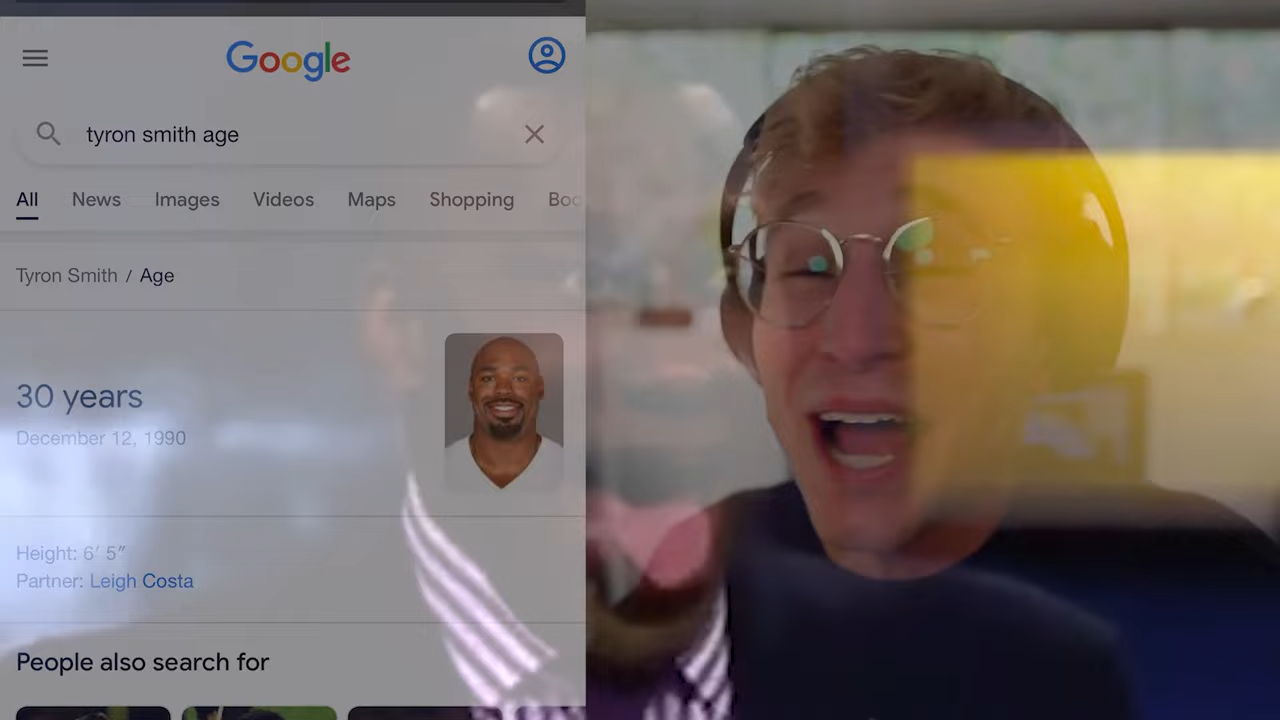 Google
tyron smith age
All News Images Videos Maps Shopping Boo
Tyron Smith / Age
30 years
December 12, 1990
Height: 6′ 5″
Partner: Leigh Costa
People also search for